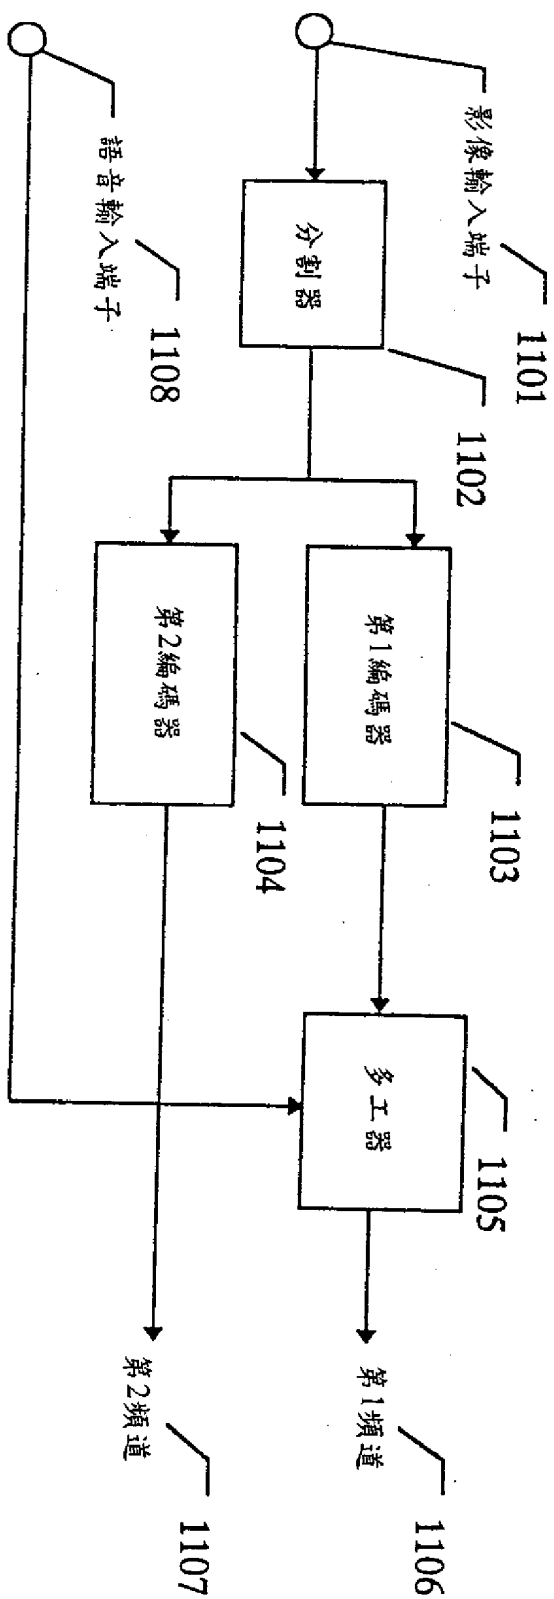 影像輸入端子
1101
分割器
1102
第1編碼器
1103
第2編碼器
1104
多工器
1105
第1頻道
1106
第2頻道
1107
語音輸入端子
1108